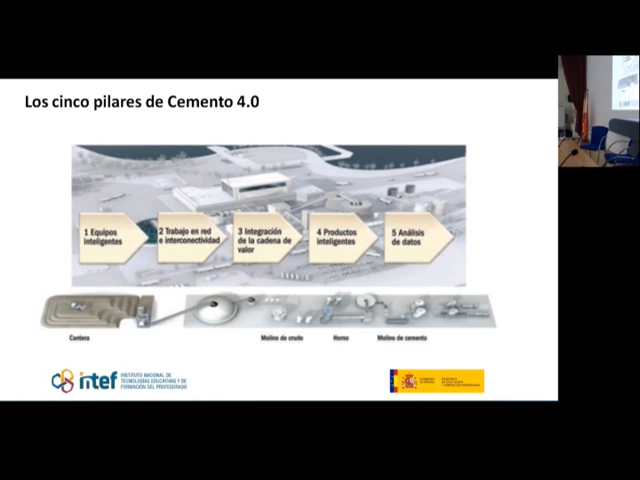 Los cinco pilares de Cemento 4.0
1 Equipos
inteligentes
2 Trabajo en red
e interconectividad
3 Integración
de la cadena de
valor
4 Productos
inteligentes
5 Análisis
de datos
Cantera
Molino de crudo
Horno
Molino de cemento
intef
INSTITUTO NACIONAL DE
TECNOLOGÍAS EDUCATIVAS Y DE
FORMACIÓN DEL PROFESORADO
GOBIERNO
DE ESPAÑA
MINISTERIO
DE EDUCACIÓN
Y FORMACIÓN PROFESIONAL